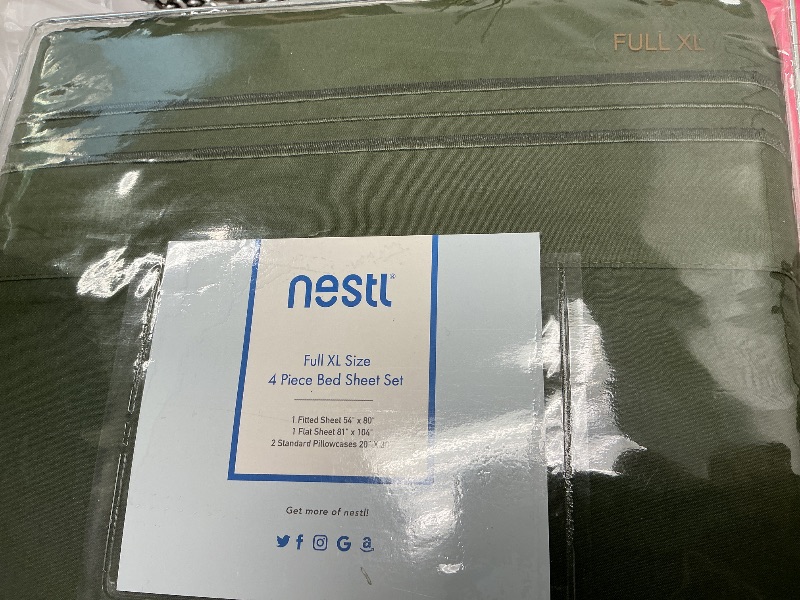 FULL XL
nestl®
Full XL Size
4 Piece Bed Sheet Set
1 Fitted Sheet 54" x 80"
1 Flat Sheet 81" x 104"
2 Standard Pillowcases 20" X
Get more of nestl!